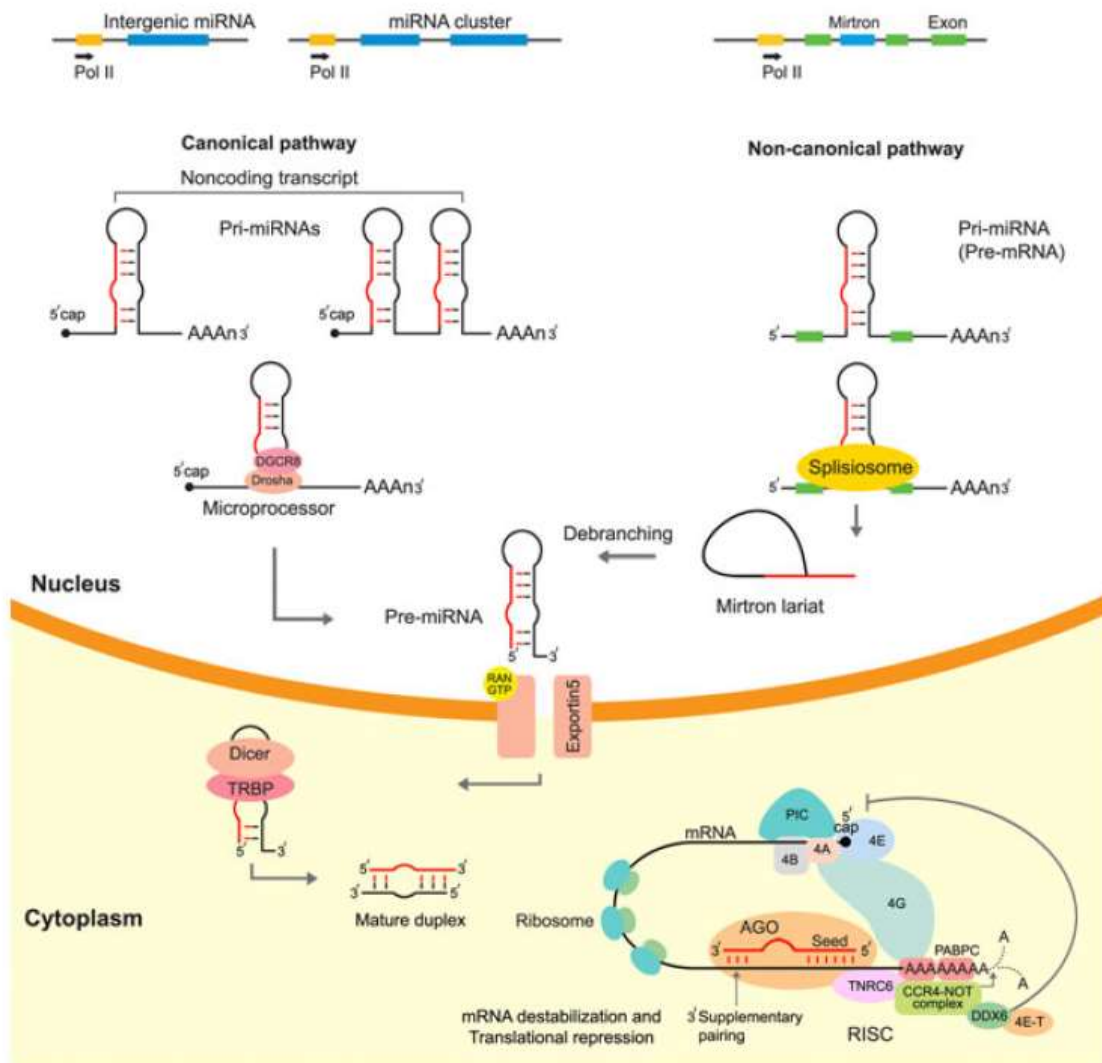 Intergenic miRNA
Pol II
miRNA cluster
Pol II
Mirtron
Exon
Pol II
Canonical pathway
Noncoding transcript
Pri-miRNAs
5'cap
AAAn3'
5'cap
AAAn3'
Non-canonical pathway
Pri-miRNA
(Pre-mRNA)
5'
AAAn3'
DGCR8
Drosha
5'cap
AAAn3'
Microprocessor
Splisiosome
5'
AAAn3'
Debranching
Mirtron lariat
Nucleus
Pre-miRNA
5'
3'
RAN
GTP
Exportin5
Dicer
TRBP
5'
3'
5'
3'
3'
5'
Mature duplex
Cytoplasm
mRNA
PIC
5'
cap
4E
4B
4A
4G
Ribosome
AGO
Seed
3'
5'
PABPC
AAAAAAAA
A
A
TNRC6
CCR4-NOT
complex
DDX6
4E-T
RISC
3'Supplementary
pairing
mRNA destabilization and
Translational repression